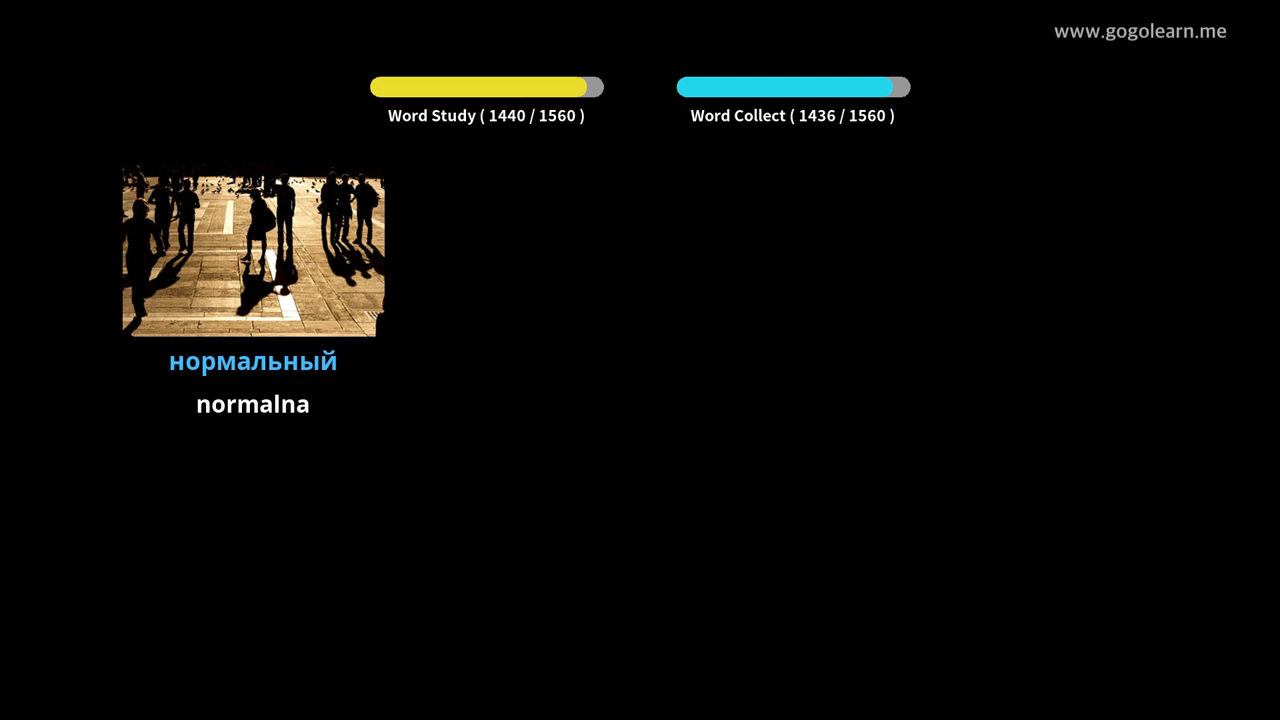 www.gogolearn.me
Word Study ( 1440 / 1560 )
Word Collect ( 1436 / 1560 )
нормальный
normalna